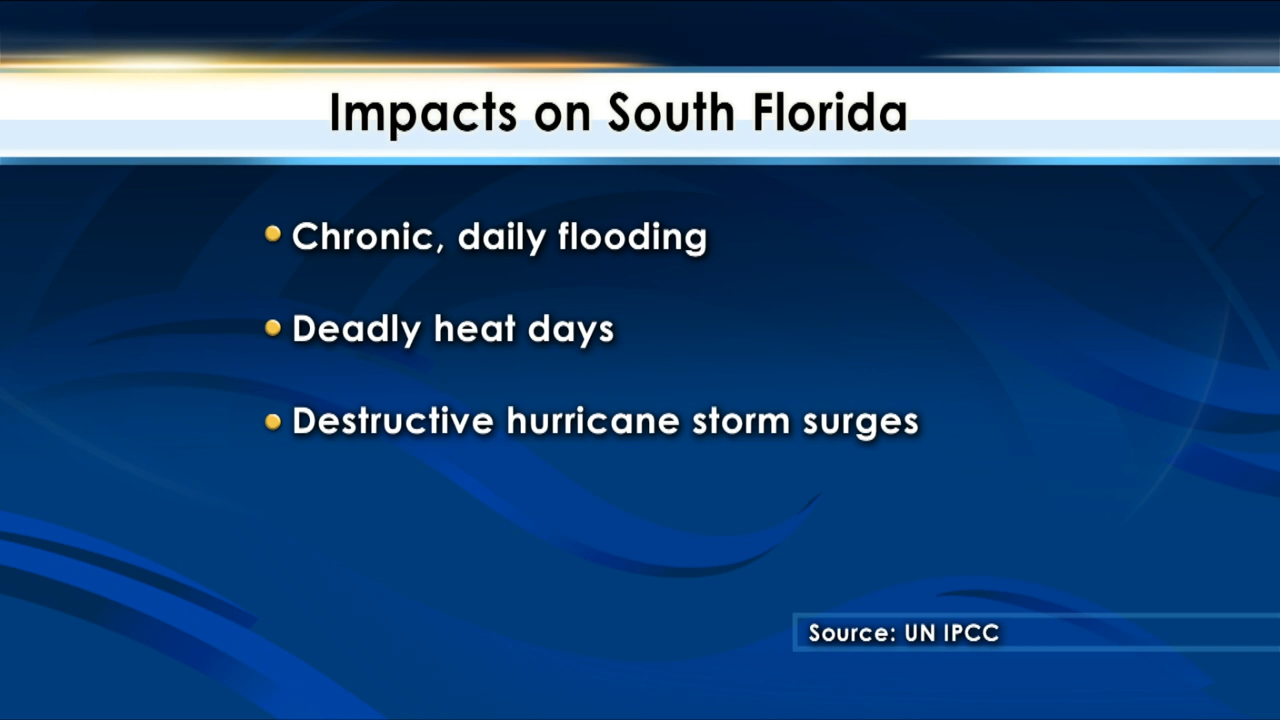 Impacts on South Florida
Chronic, daily flooding
Deadly heat days
Destructive hurricane storm surges
Source: UN IPCC